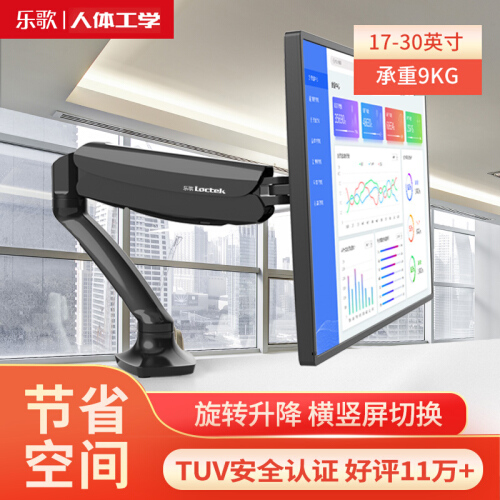 乐歌 | 人体工学
17-30英寸
承重9KG
乐歌 Loctek
节省
空间
旋转升降 横竖屏切换
TUV安全认证 好评11万+